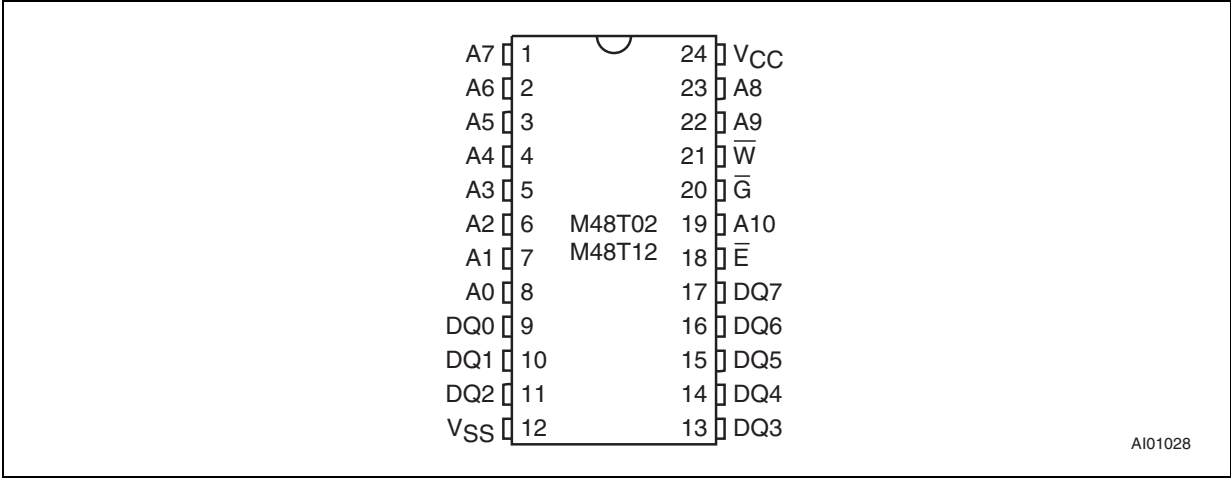 A7 1 24 VCC
A6 2 23 A8
A5 3 22 A9
A4 4 21 W̅
A3 5 20 G̅
A2 6 M48T02 19 A10
A1 7 M48T12 18 E̅
A0 8 17 DQ7
DQ0 9 16 DQ6
DQ1 10 15 DQ5
DQ2 11 14 DQ4
VSS 12 13 DQ3
AI01028